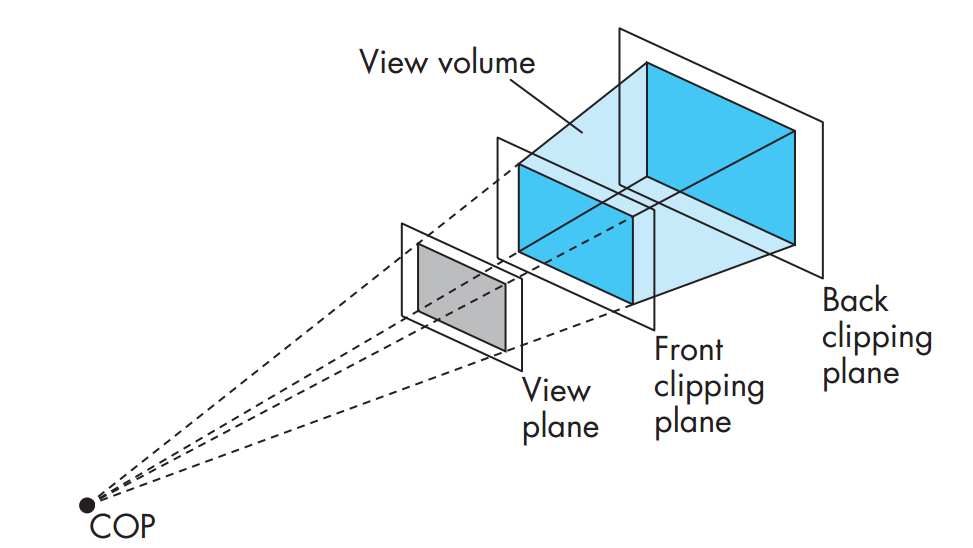 View volume
Back
clipping
plane
Front
clipping
plane
View
plane
COP